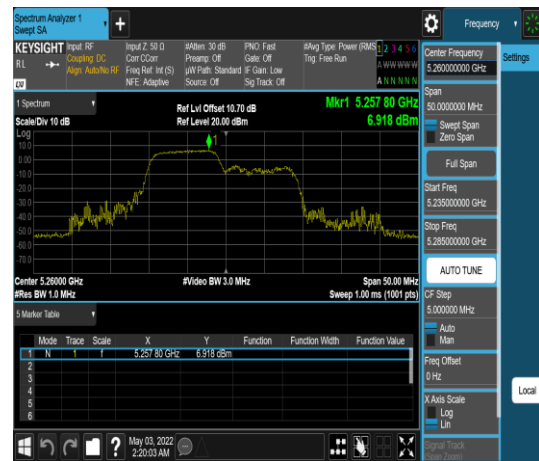 Spectrum Analyzer 1
Swept SA
+
Frequency
KEYSIGHT
RL
Input: RF
Coupling: DC
Align: Auto/No RF
Input Z: 50 Ω
Corr CCorr
Freq Ref: Int (S)
NFE: Adaptive
#Atten: 30 dB
Preamp: Off
µW Path: Standard
Source: Off
PNO: Fast
Gate: Off
IF Gain: Low
Sig Track: Off
#Avg Type: Power (RMS)
Trig: Free Run
1 2 3 4 5 6
A WW WW W
A N N N N N
1 Spectrum
Scale/Div 10 dB
Ref Lvl Offset 10.70 dB
Ref Level 20.00 dBm
Mkr1 5.257 80 GHz
6.918 dBm
Log
10.0
0.00
-10.0
-20.0
-30.0
-40.0
-50.0
-60.0
-70.0
1
Center 5.26000 GHz
#Res BW 1.0 MHz
#Video BW 3.0 MHz
Span 50.00 MHz
Sweep 1.00 ms (1001 pts)
5 Marker Table
Mode Trace Scale X Y Function Function Width Function Value
1 N 1 f 5.257 80 GHz 6.918 dBm
2
3
4
5
6
May 03, 2022
2:20:03 AM
Center Frequency
5.260000000 GHz
Settings
Span
50.0000000 MHz
Swept Span
Zero Span
Full Span
Start Freq
5.235000000 GHz
Stop Freq
5.285000000 GHz
AUTO TUNE
CF Step
5.000000 MHz
Auto
Man
Freq Offset
0 Hz
X Axis Scale
Log
Lin
Local
Signal Track
(Span Zoom)